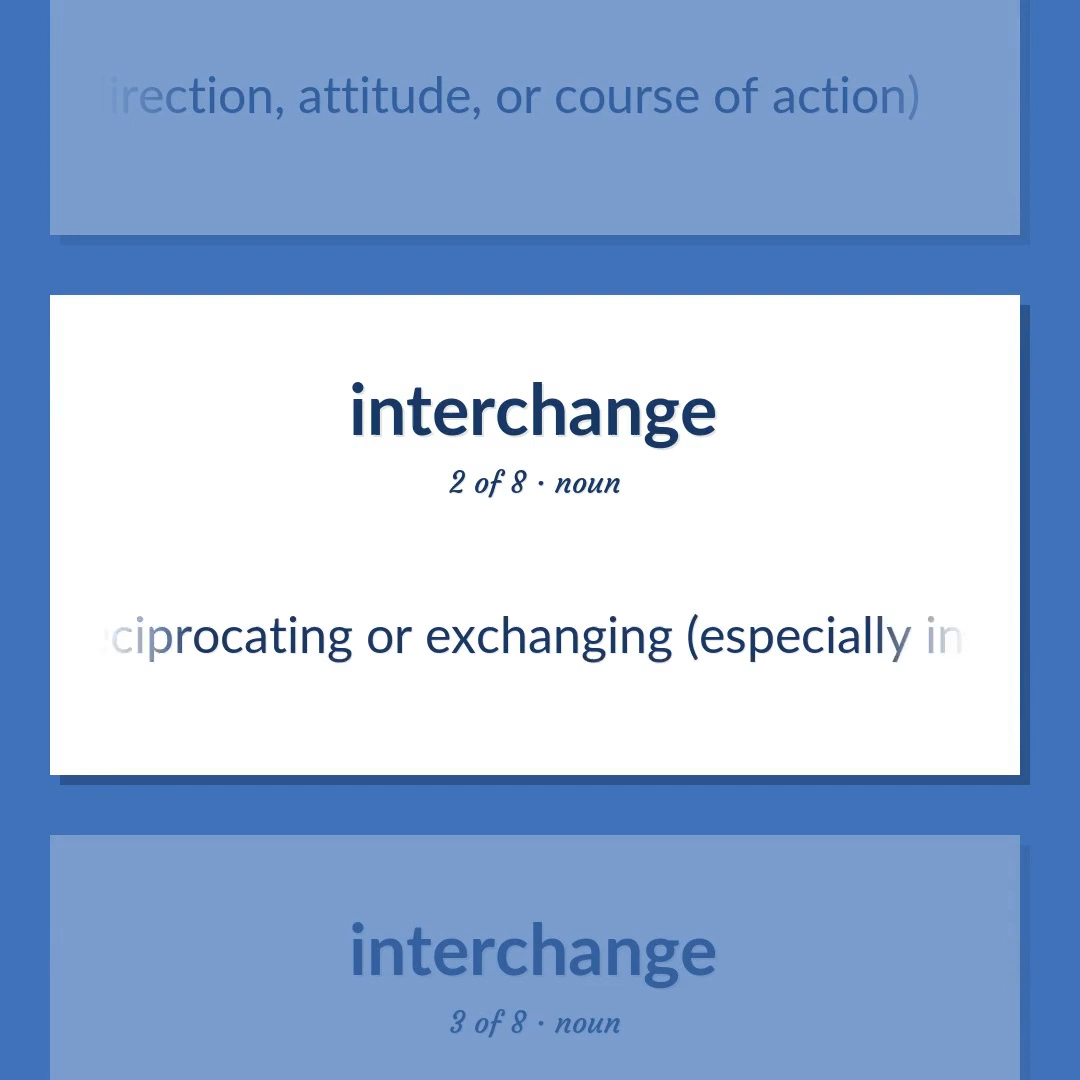 irection, attitude, or course of action)
interchange
2 of 8 · noun
ciprocating or exchanging (especially in
interchange
3 of 8 · noun